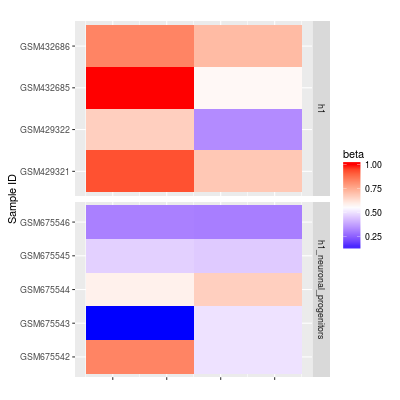 GSM432686
GSM432685
GSM429322
GSM429321
h1
GSM675546
GSM675545
GSM675544
GSM675543
GSM675542
h1_neuronal_progenitors
Sample ID
beta
1.00
0.75
0.50
0.25